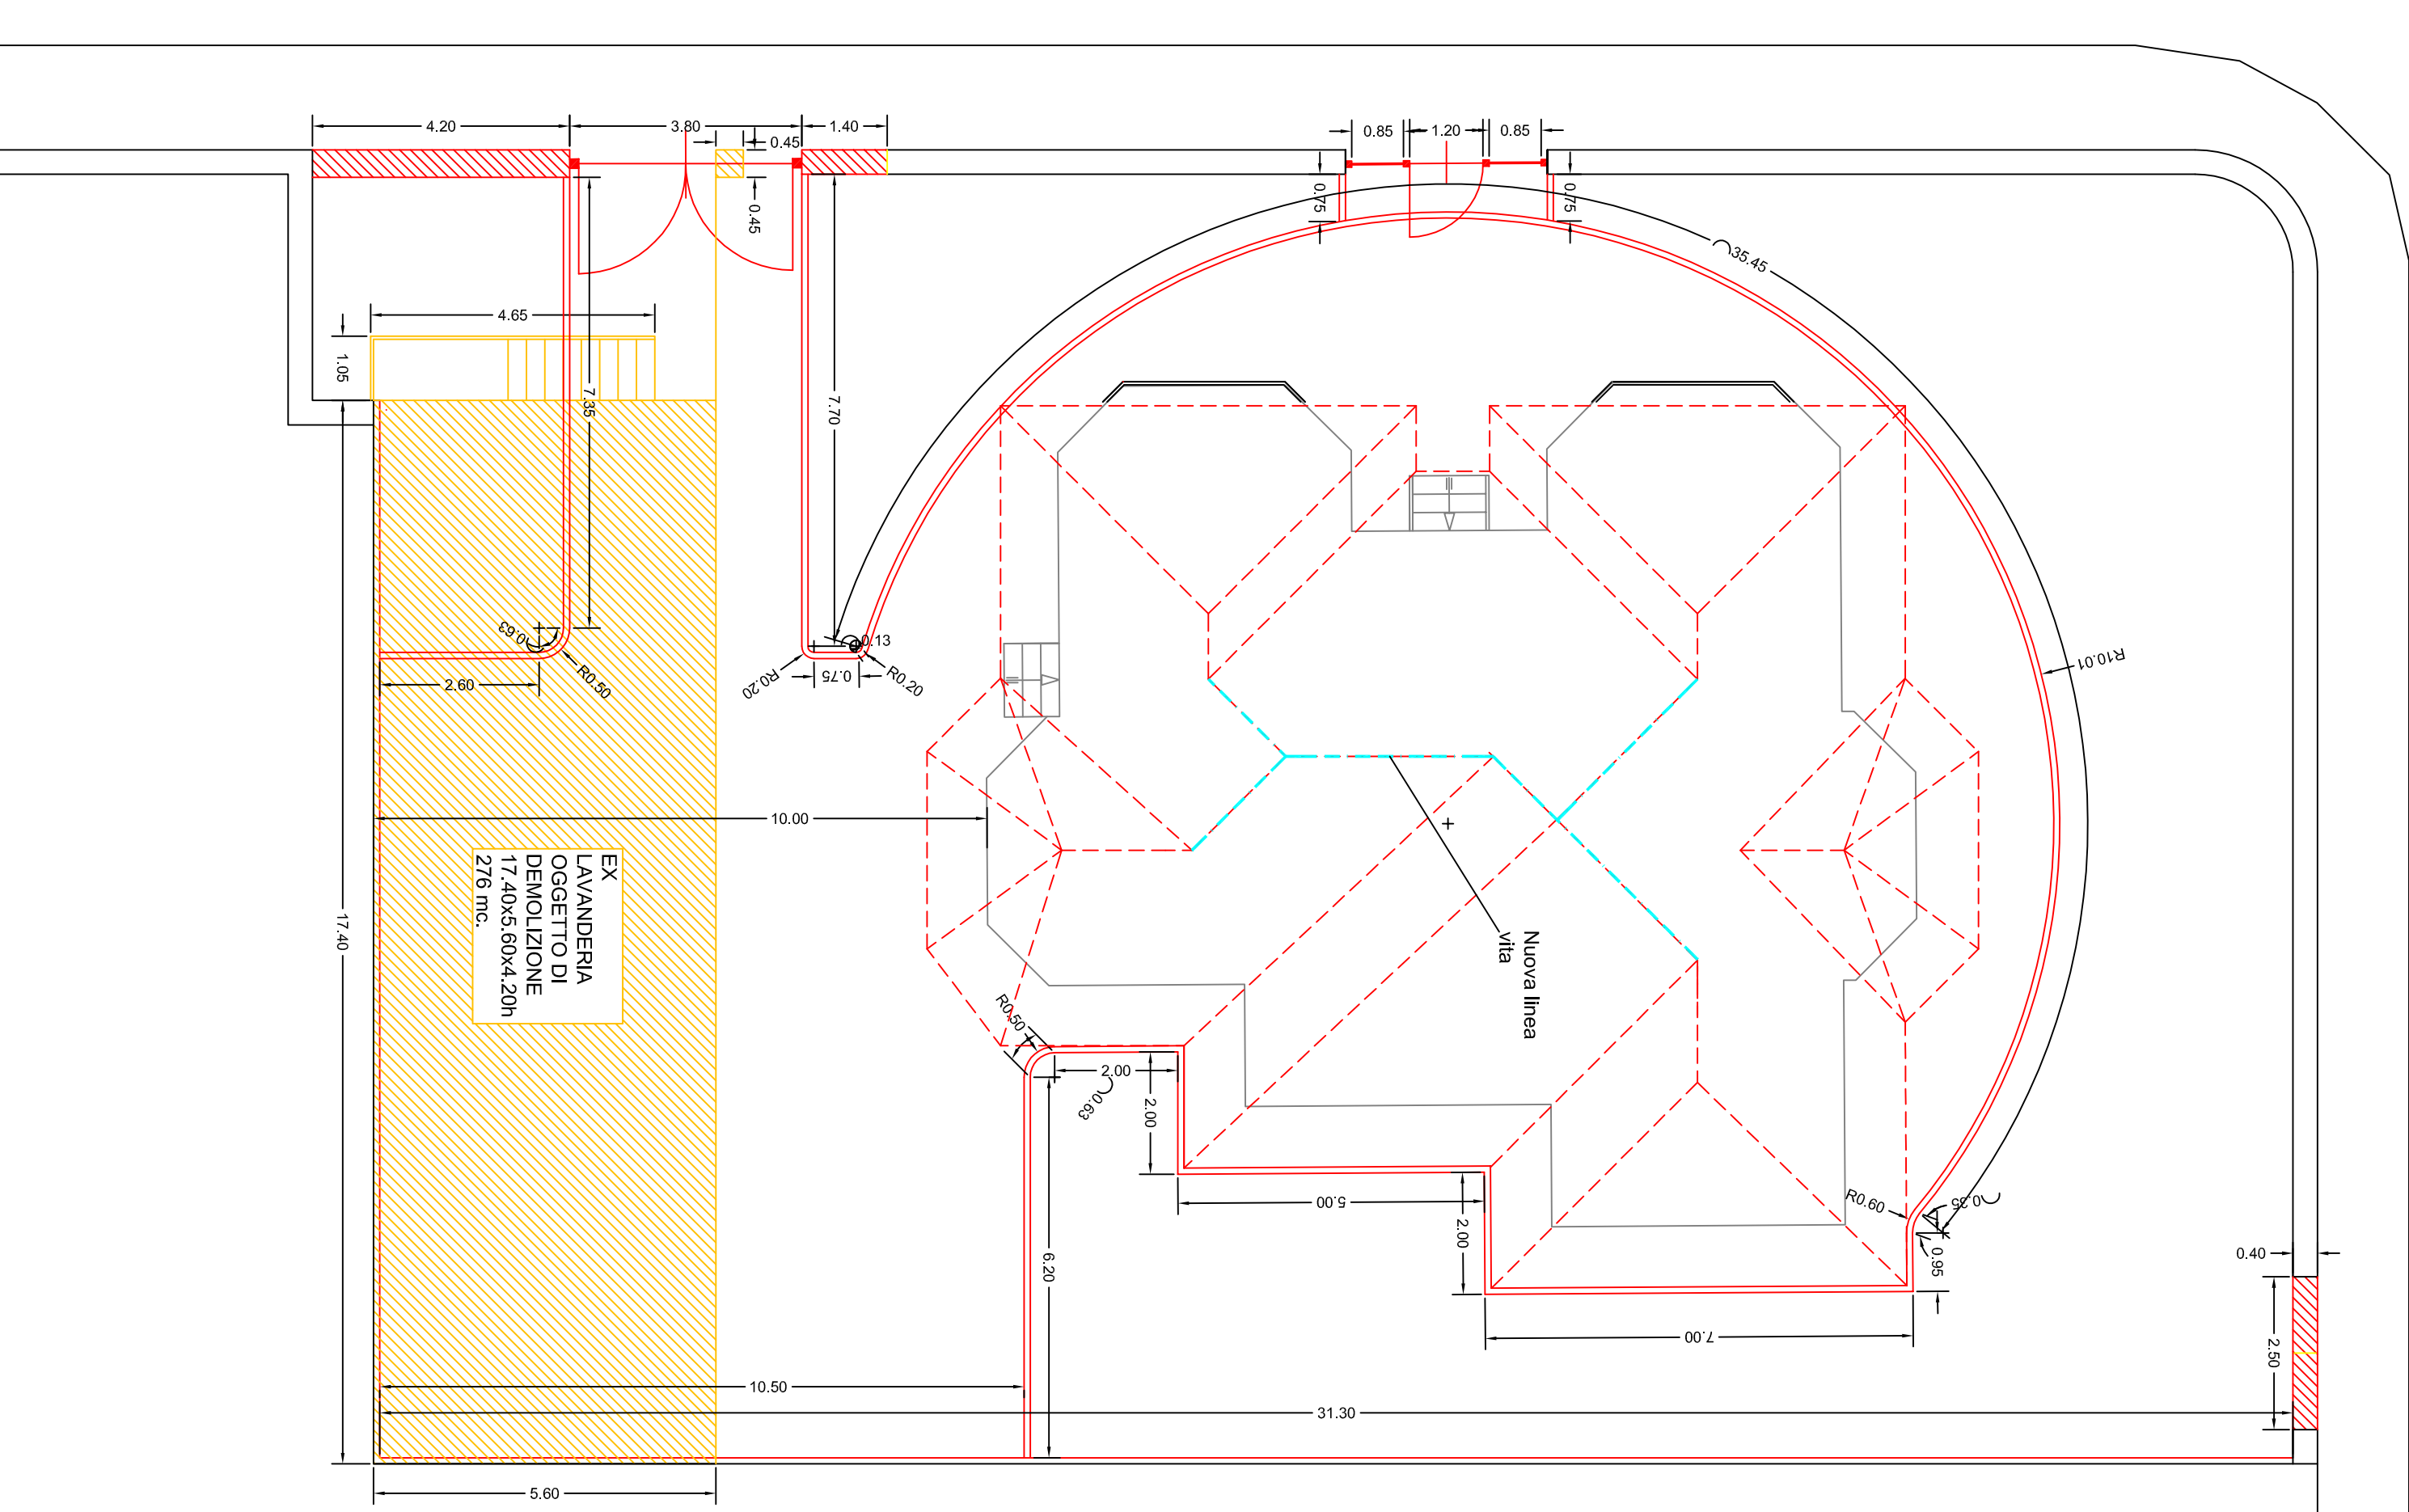 4.20
3.80
1.40
0.45
0.45
0.85
1.20
0.85
0.75
0.75
35.45
4.65
1.05
7.35
7.70
0.63
R0.50
2.60
R0.20
0.75
R0.20
0.13
R10.01
10.00
EX
LAVANDERIA
OGGETTO DI
DEMOLIZIONE
17.40x5.60x4.20h
276 mc.
17.40
Nuova linea
vita
R0.50
2.00
0.63
2.00
5.00
2.00
6.20
R0.60
0.35
0.95
7.00
0.40
2.50
10.50
31.30
5.60